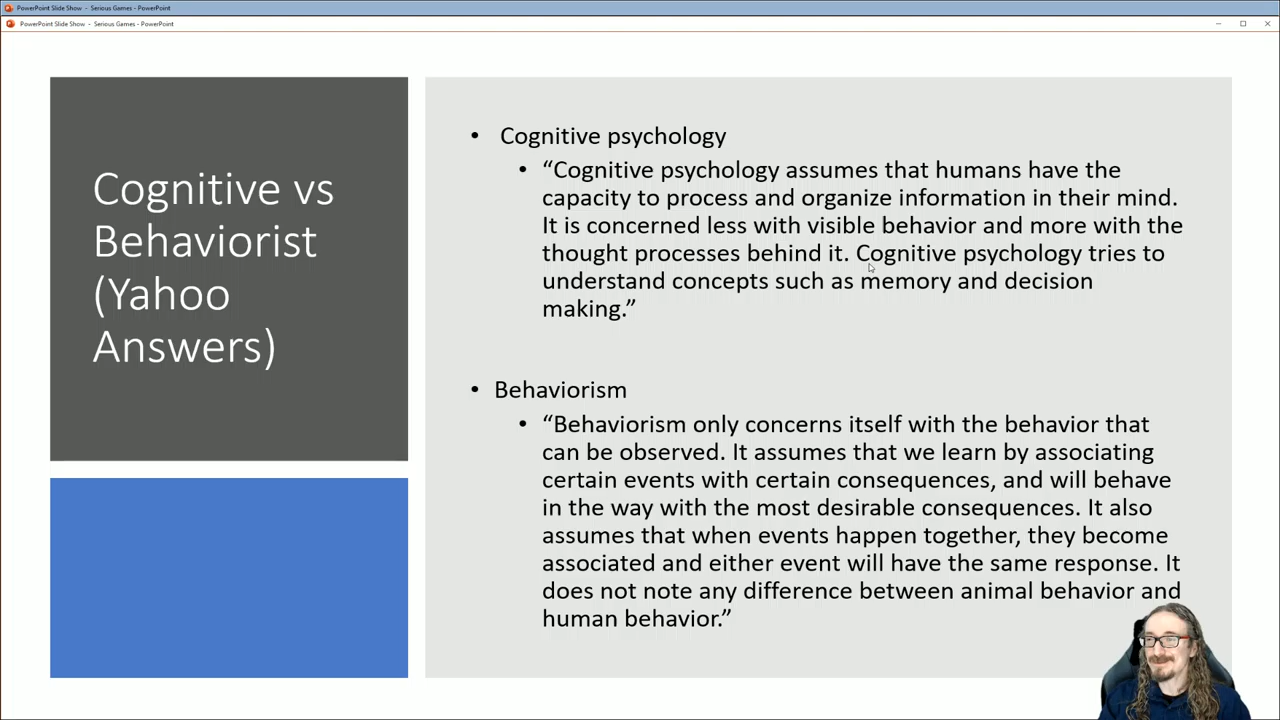 PowerPoint Slide Show - Serious Games - PowerPoint
PowerPoint Slide Show - Serious Games - PowerPoint
Cognitive vs
Behaviorist
(Yahoo
Answers)
• Cognitive psychology
• “Cognitive psychology assumes that humans have the
capacity to process and organize information in their mind.
It is concerned less with visible behavior and more with the
thought processes behind it. Cognitive psychology tries to
understand concepts such as memory and decision
making.”
• Behaviorism
• “Behaviorism only concerns itself with the behavior that
can be observed. It assumes that we learn by associating
certain events with certain consequences, and will behave
in the way with the most desirable consequences. It also
assumes that when events happen together, they become
associated and either event will have the same response. It
does not note any difference between animal behavior and
human behavior.”